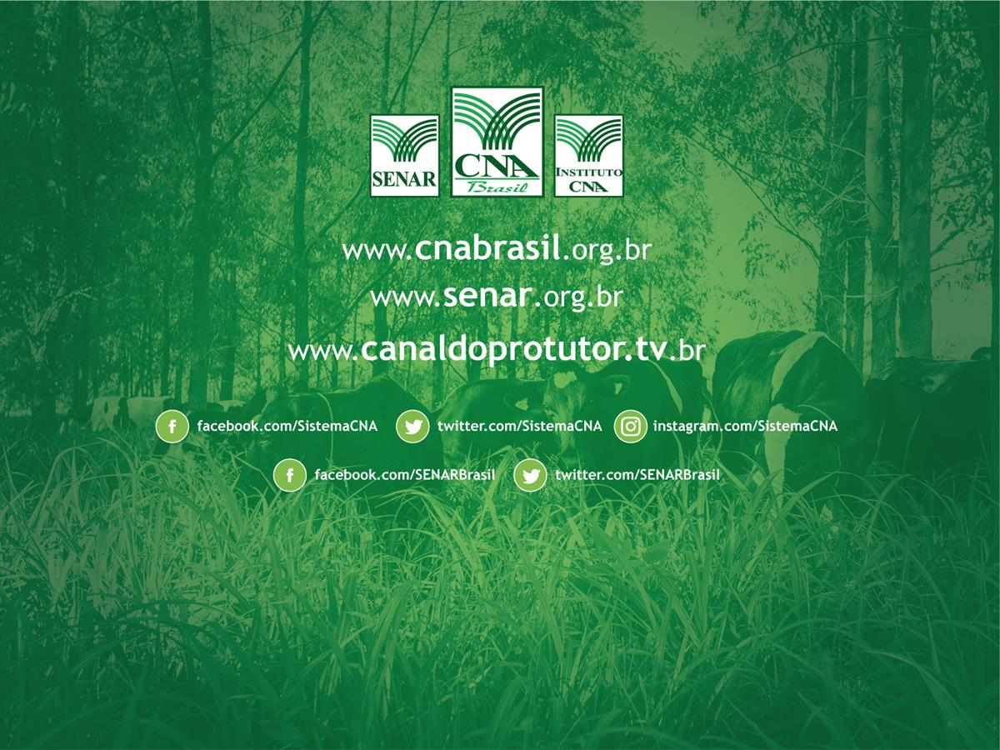 SENAR
CNA
Brasil
INSTITUTO
CNA
www.cnabrasil.org.br
www.senar.org.br
www.canaldoprotutor.tv.br
facebook.com/SistemaCNA twitter.com/SistemaCNA instagram.com/SistemaCNA
facebook.com/SENARBrasil twitter.com/SENARBrasil